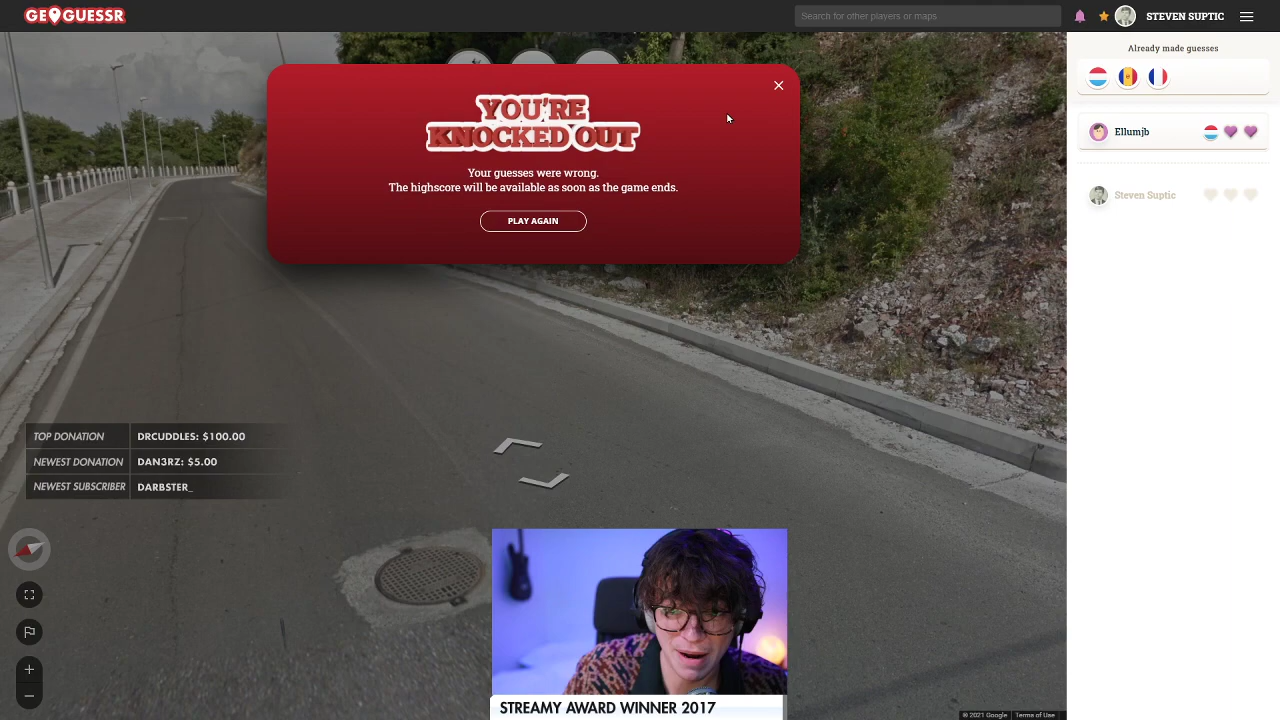 GEOGUESSR
Search for other players or maps
STEVEN SUPTIC
Already made guesses
YOU'RE
KNOCKED OUT
Your guesses were wrong.
The highscore will be available as soon as the game ends.
PLAY AGAIN
Ellumjb
Steven Suptic
TOP DONATION DRCUDDLES: $100.00
NEWEST DONATION DAN3RZ: $5.00
NEWEST SUBSCRIBER DARBSTER_
STREAMY AWARD WINNER 2017
© 2021 Google Terms of Use